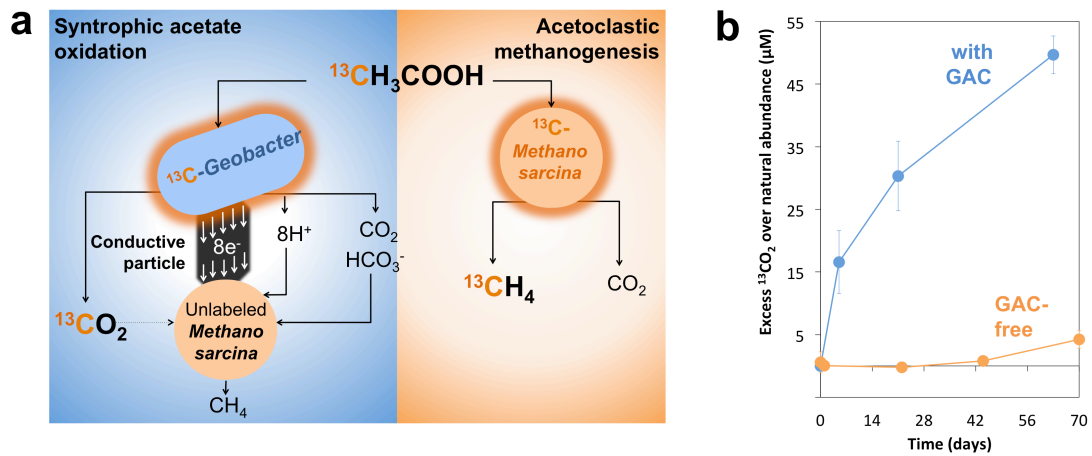 a
Syntrophic acetate
oxidation
Acetoclastic
methanogenesis
¹³CH₃COOH
¹³C-Geobacter
¹³C-
Methano
sarcina
Conductive
particle
8e⁻
8H⁺
CO₂
HCO₃⁻
¹³CO₂
Unlabeled
Methano
sarcina
CH₄
¹³CH₄
CO₂
b
Excess ¹³CO₂ over natural abundance (µM)
55
45
35
25
15
5
with
GAC
GAC-
free
0 14 28 42 56 70
Time (days)